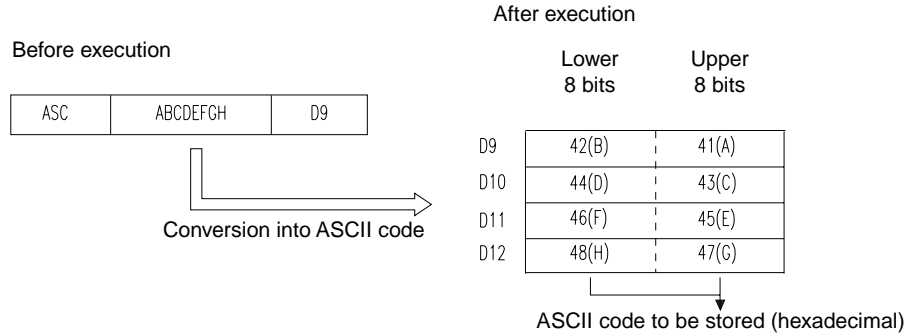 After execution
Before execution
Lower
8 bits
Upper
8 bits
ASC ABCDEFGH D9
D9 42(B) 41(A)
D10 44(D) 43(C)
D11 46(F) 45(E)
D12 48(H) 47(G)
Conversion into ASCII code
ASCII code to be stored (hexadecimal)